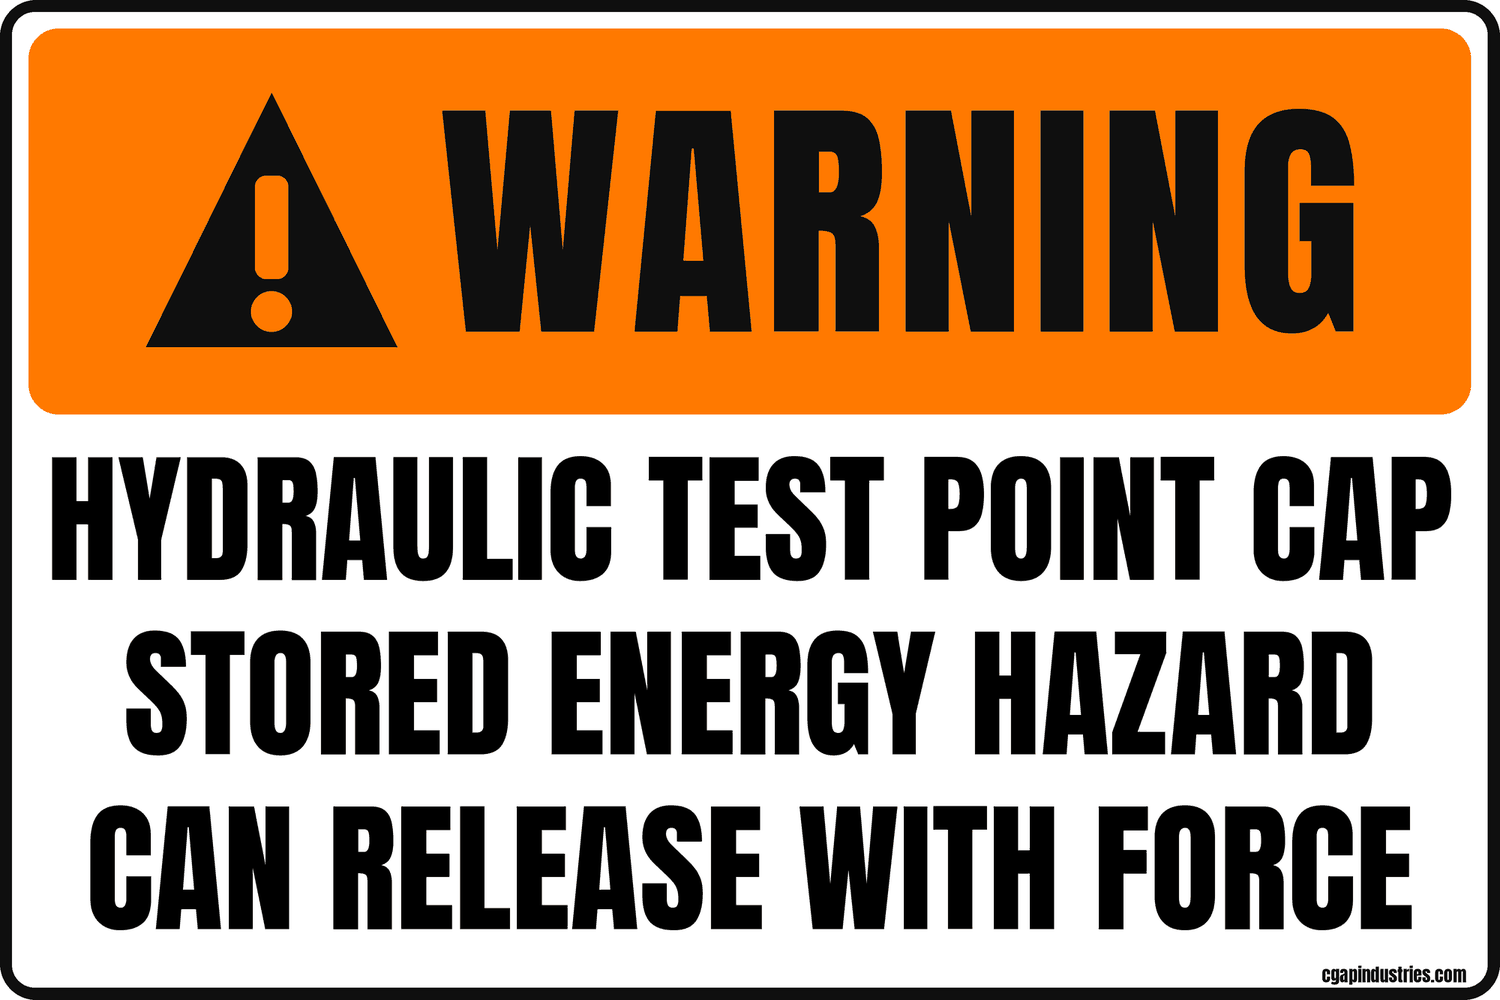 WARNING
HYDRAULIC TEST POINT CAP
STORED ENERGY HAZARD
CAN RELEASE WITH FORCE
cgapindustries.com